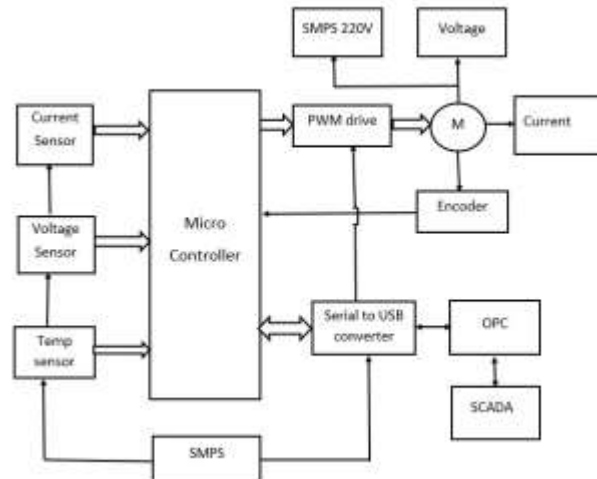 SMPS 220V
Voltage
Current
Sensor
PWM drive
M
Current
Voltage
Sensor
Micro
Controller
Encoder
Temp
sensor
Serial to USB
converter
OPC
SCADA
SMPS